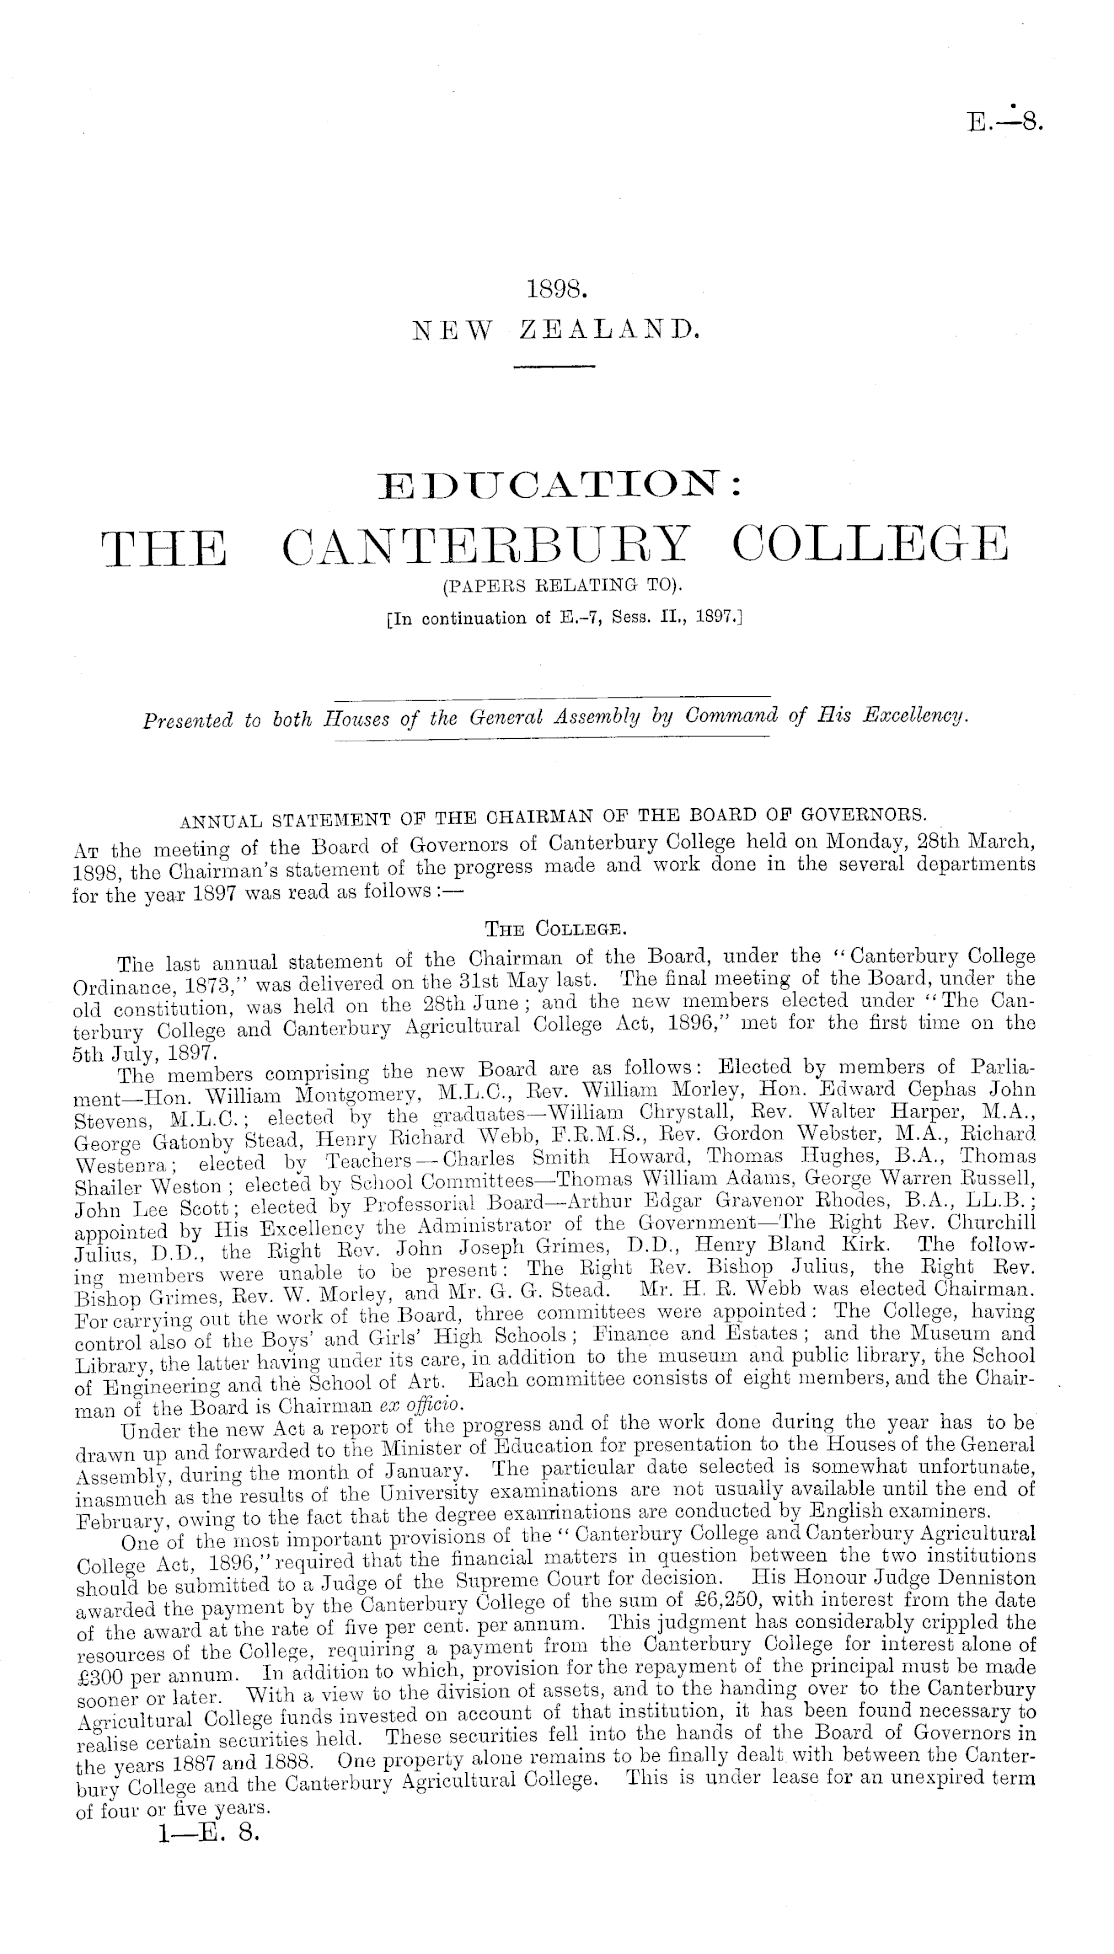 E.—8.
1898.
NEW ZEALAND.
EDUCATION:
THE CANTERBURY COLLEGE
(PAPERS RELATING TO).
[In continuation of E.-7, Sess. II., 1897.]
Presented to both Houses of the General Assembly by Command of His Excellency.
ANNUAL STATEMENT OF THE CHAIRMAN OF THE BOARD OF GOVERNORS.
AT the meeting of the Board of Governors of Canterbury College held on Monday, 28th March,
1898, the Chairman's statement of the progress made and work done in the several departments
for the year 1897 was read as follows:—
THE COLLEGE.
The last annual statement of the Chairman of the Board, under the "Canterbury College
Ordinance, 1873," was delivered on the 31st May last. The final meeting of the Board, under the
old constitution, was held on the 28th June; and the new members elected under "The Can-
terbury College and Canterbury Agricultural College Act, 1896," met for the first time on the
5th July, 1897.
The members comprising the new Board are as follows: Elected by members of Parlia-
ment—Hon. William Montgomery, M.L.C., Rev. William Morley, Hon. Edward Cephas John
Stevens, M.L.C.; elected by the graduates—William Chrystall, Rev. Walter Harper, M.A.,
George Gatonby Stead, Henry Richard Webb, F.R.M.S., Rev. Gordon Webster, M.A., Richard
Westenra; elected by Teachers—Charles Smith Howard, Thomas Hughes, B.A., Thomas
Shailer Weston; elected by School Committees—Thomas William Adams, George Warren Russell,
John Lee Scott; elected by Professorial Board—Arthur Edgar Gravenor Rhodes, B.A., LL.B.;
appointed by His Excellency the Administrator of the Government—The Right Rev. Churchill
Julius, D.D., the Right Rev. John Joseph Grimes, D.D., Henry Bland Kirk. The follow-
ing members were unable to be present: The Right Rev. Bishop Julius, the Right Rev.
Bishop Grimes, Rev. W. Morley, and Mr. G. G. Stead. Mr. H. R. Webb was elected Chairman.
For carrying out the work of the Board, three committees were appointed: The College, having
control also of the Boys' and Girls' High Schools; Finance and Estates; and the Museum and
Library, the latter having under its care, in addition to the museum and public library, the School
of Engineering and the School of Art. Each committee consists of eight members, and the Chair-
man of the Board is Chairman ex officio.
Under the new Act a report of the progress and of the work done during the year has to be
drawn up and forwarded to the Minister of Education for presentation to the Houses of the General
Assembly, during the month of January. The particular date selected is somewhat unfortunate,
inasmuch as the results of the University examinations are not usually available until the end of
February, owing to the fact that the degree examinations are conducted by English examiners.
One of the most important provisions of the "Canterbury College and Canterbury Agricultural
College Act, 1896," required that the financial matters in question between the two institutions
should be submitted to a Judge of the Supreme Court for decision. His Honour Judge Denniston
awarded the payment by the Canterbury College of the sum of £6,250, with interest from the date
of the award at the rate of five per cent. per annum. This judgment has considerably crippled the
resources of the College, requiring a payment from the Canterbury College for interest alone of
£300 per annum. In addition to which, provision for the repayment of the principal must be made
sooner or later. With a view to the division of assets, and to the handing over to the Canterbury
Agricultural College funds invested on account of that institution, it has been found necessary to
realise certain securities held. These securities fell into the hands of the Board of Governors in
the years 1887 and 1888. One property alone remains to be finally dealt with between the Canter-
bury College and the Canterbury Agricultural College. This is under lease for an unexpired term
of four or five years.
1—E. 8.